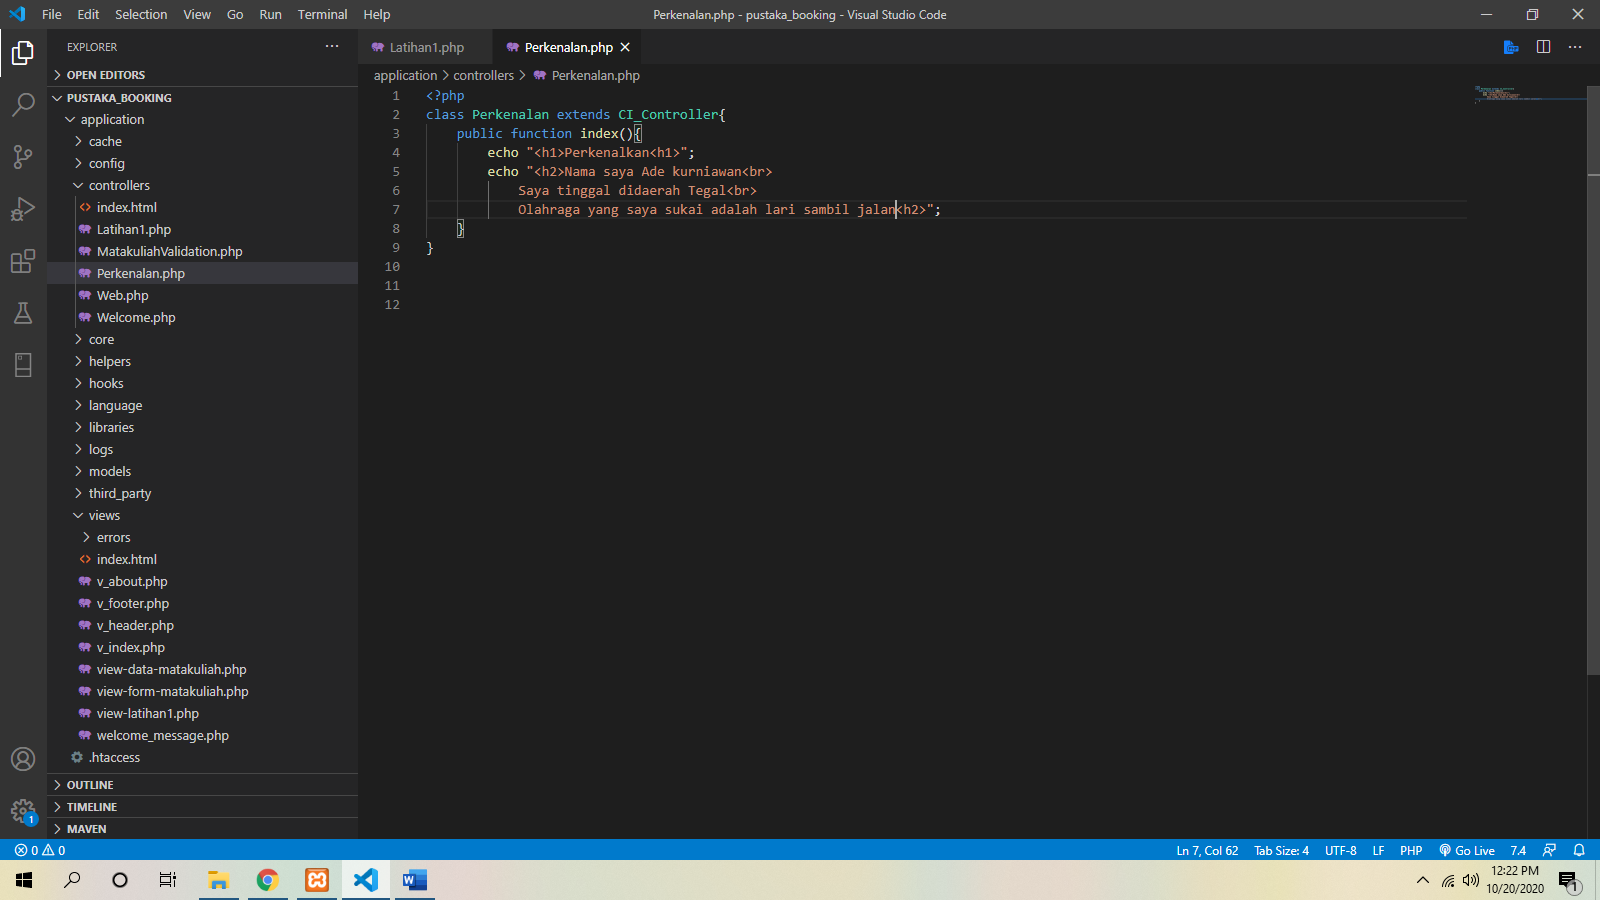 File Edit Selection View Go Run Terminal Help
Perkenalan.php - pustaka_booking - Visual Studio Code
EXPLORER
OPEN EDITORS
PUSTAKA_BOOKING
application
cache
config
controllers
index.html
Latihan1.php
MatakuliahValidation.php
Perkenalan.php
Web.php
Welcome.php
core
helpers
hooks
language
libraries
logs
models
third_party
views
errors
index.html
v_about.php
v_footer.php
v_header.php
v_index.php
view-data-matakuliah.php
view-form-matakuliah.php
view-latihan1.php
welcome_message.php
.htaccess
OUTLINE
TIMELINE
MAVEN
1
Latihan1.php Perkenalan.php
application > controllers > Perkenalan.php
1 <?php
2 class Perkenalan extends CI_Controller{
3 public function index(){
4 echo "<h1>Perkenalkan<h1>";
5 echo "<h2>Nama saya Ade kurniawan<br>
6 Saya tinggal didaerah Tegal<br>
7 Olahraga yang saya sukai adalah lari sambil jalan<h2>";
8 }
9 }
10
11
12
0 0 Ln 7, Col 62 Tab Size: 4 UTF-8 LF PHP Go Live 7.4
12:22 PM
10/20/2020
1